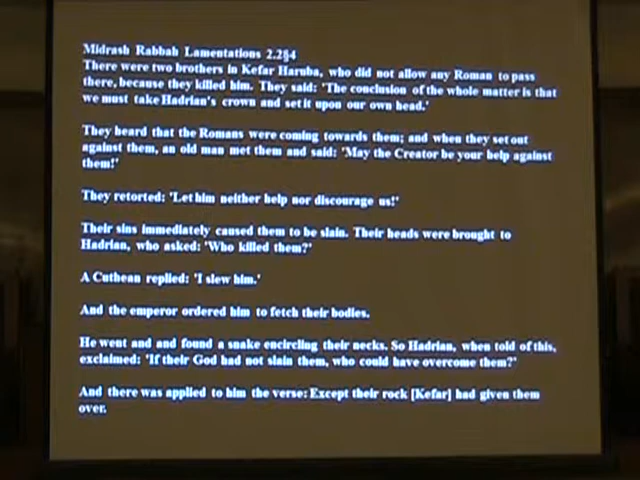 Midrash Rabbah Lamentations 2.2§4
There were two brothers in Kefar Haruba, who did not allow any Roman to pass
there, because they killed him. They said: 'The conclusion of the whole matter is that
we must take Hadrian's crown and set it upon our own head.'
They heard that the Romans were coming towards them; and when they set out
against them, an old man met them and said: 'May the Creator be your help against
them!'
They retorted: 'Let him neither help nor discourage us!'
Their sins immediately caused them to be slain. Their heads were brought to
Hadrian, who asked: 'Who killed them?'
A Cuthean replied: 'I slew him.'
And the emperor ordered him to fetch their bodies.
He went and and found a snake encircling their necks. So Hadrian, when told of this,
exclaimed: 'If their God had not slain them, who could have overcome them?'
And there was applied to him the verse: Except their rock [Kefar] had given them
over.